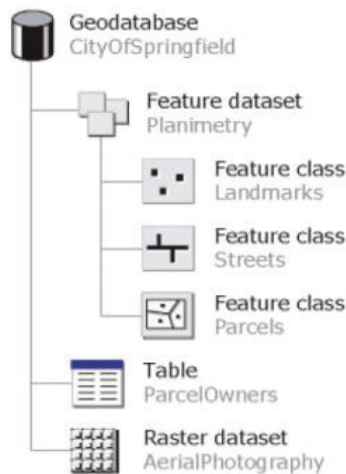 Geodatabase
CityOfSpringfield
Feature dataset
Planimetry
Feature class
Landmarks
Feature class
Streets
Feature class
Parcels
Table
ParcelOwners
Raster dataset
AerialPhotography